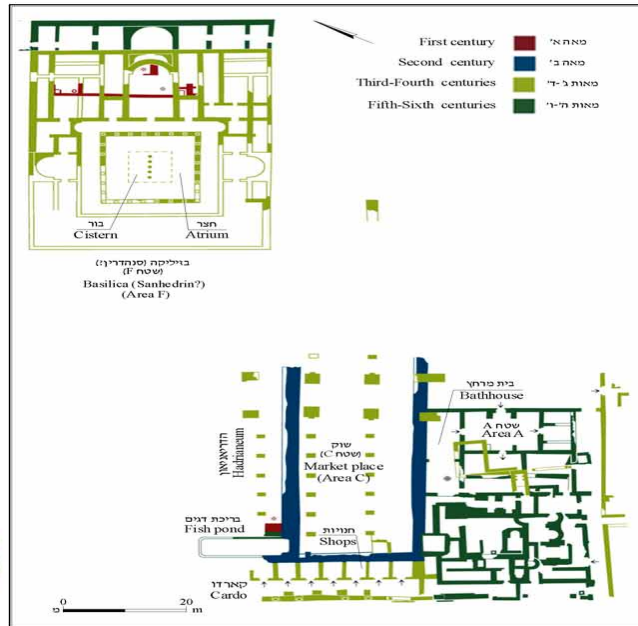 First century מאה א׳
Second century מאה ב׳
Third-Fourth centuries מאות ג׳-ד׳
Fifth-Sixth centuries מאות ה׳-ו׳
בור
Cistern
חצר
Atrium
בזיליקה (סנהדרין?)
(שטח F)
Basilica (Sanhedrin?)
(Area F)
בית מרחץ
Bathhouse
שטח A
Area A
הדריאניאון
Hadrianeum
שוק
(שטח C)
Market place
(Area C)
בריכת דגים
Fish pond
חנויות
Shops
קארדו
Cardo
0 20
m